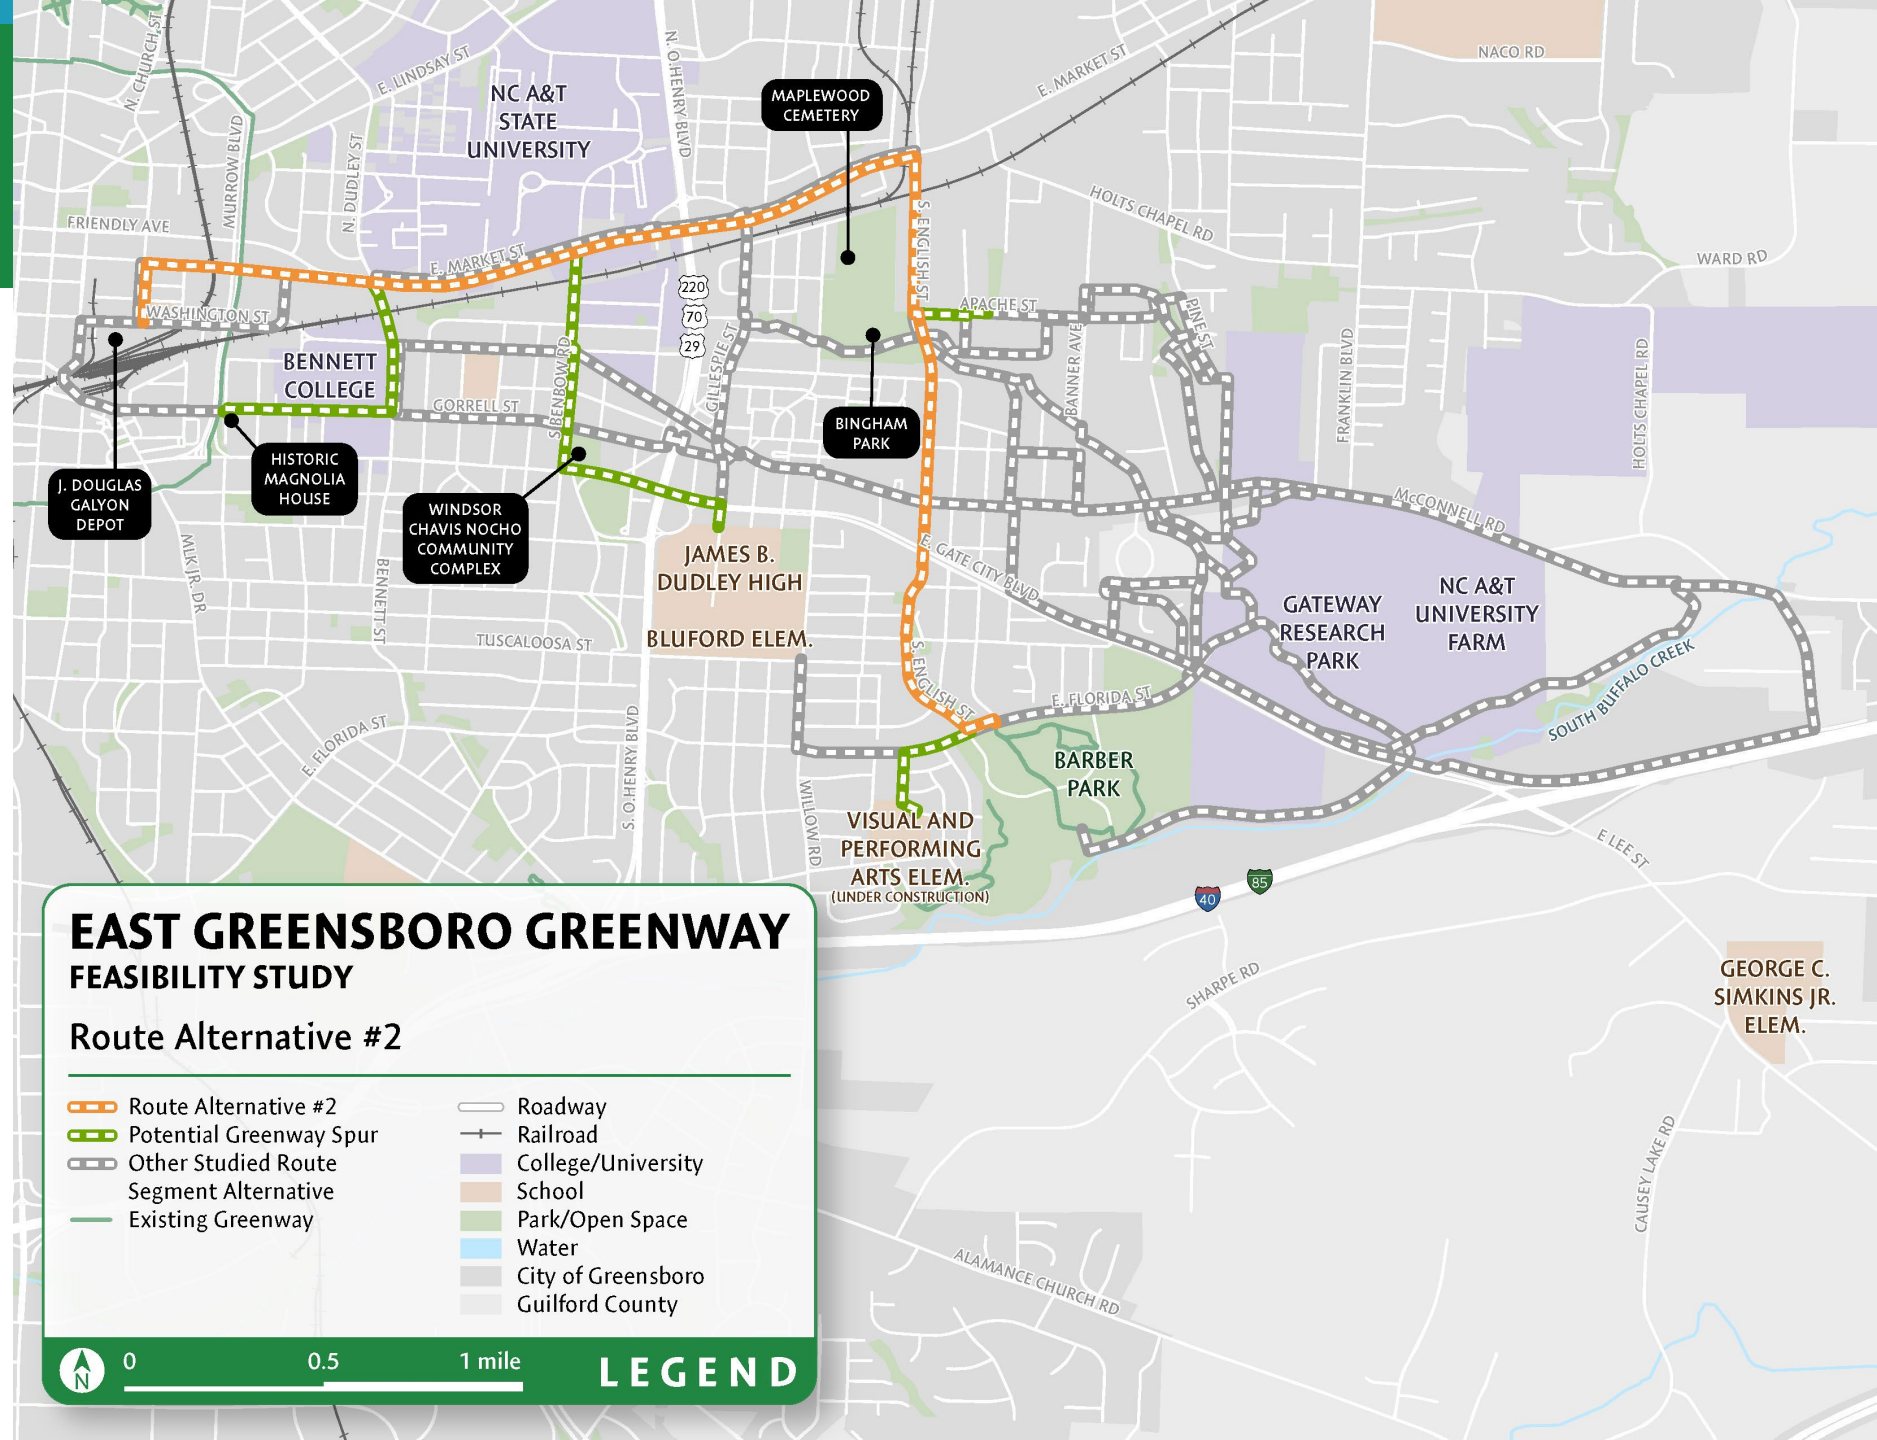 N. CHURCH ST
E. LINDSAY ST
N. O.HENRY BLVD
E. MARKET ST
NACO RD
NC A&T
STATE
UNIVERSITY
MAPLEWOOD
CEMETERY
MURROW BLVD
N. DUDLEY ST
FRIENDLY AVE
HOLTS CHAPEL RD
E. MARKET ST
S. ENGLISH ST
WARD RD
220
70
29
WASHINGTON ST
APACHE ST
PINE ST
BENNETT
COLLEGE
GILLESPIE ST
BANNER AVE
FRANKLIN BLVD
HOLTS CHAPEL RD
GORRELL ST
S BENBOW RD
BINGHAM
PARK
HISTORIC
MAGNOLIA
HOUSE
J. DOUGLAS
GALYON
DEPOT
WINDSOR
CHAVIS NOCHO
COMMUNITY
COMPLEX
McCONNELL RD
MLK JR. DR
BENNETT ST
E. GATE CITY BLVD
JAMES B.
DUDLEY HIGH
BLUFORD ELEM.
TUSCALOOSA ST
GATEWAY
RESEARCH
PARK
NC A&T
UNIVERSITY
FARM
S. ENGLISH ST
E. FLORIDA ST
SOUTH BUFFALO CREEK
E. FLORIDA ST
S. O.HENRY BLVD
WILLOW RD
BARBER
PARK
VISUAL AND
PERFORMING
ARTS ELEM.
(UNDER CONSTRUCTION)
E LEE ST
40
85
SHARPE RD
GEORGE C.
SIMKINS JR.
ELEM.
CAUSEY LAKE RD
ALAMANCE CHURCH RD
EAST GREENSBORO GREENWAY
FEASIBILITY STUDY
Route Alternative #2
Route Alternative #2
Potential Greenway Spur
Other Studied Route
Segment Alternative
Existing Greenway
Roadway
Railroad
College/University
School
Park/Open Space
Water
City of Greensboro
Guilford County
N
0 0.5 1 mile
LEGEND